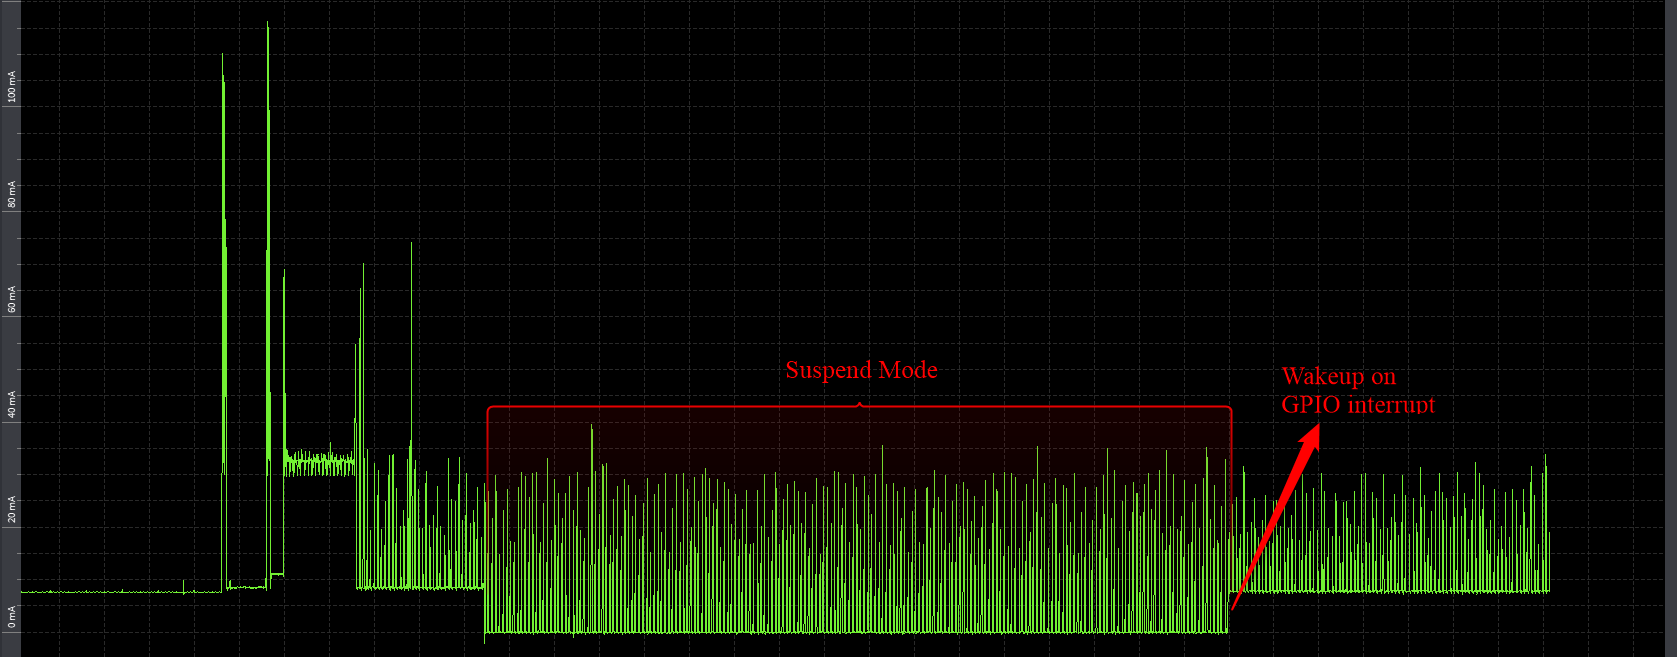 100 mA
80 mA
60 mA
40 mA
20 mA
0 mA
Suspend Mode
Wakeup on
GPIO interrupt